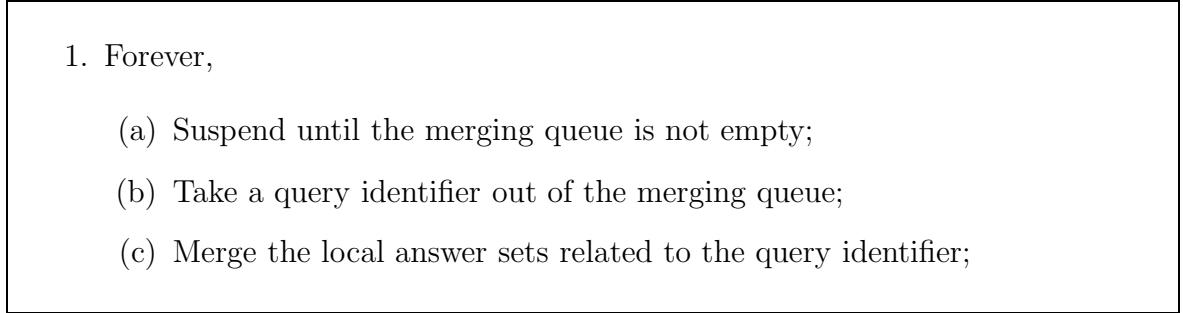 1. Forever,
(a) Suspend until the merging queue is not empty;
(b) Take a query identifier out of the merging queue;
(c) Merge the local answer sets related to the query identifier;